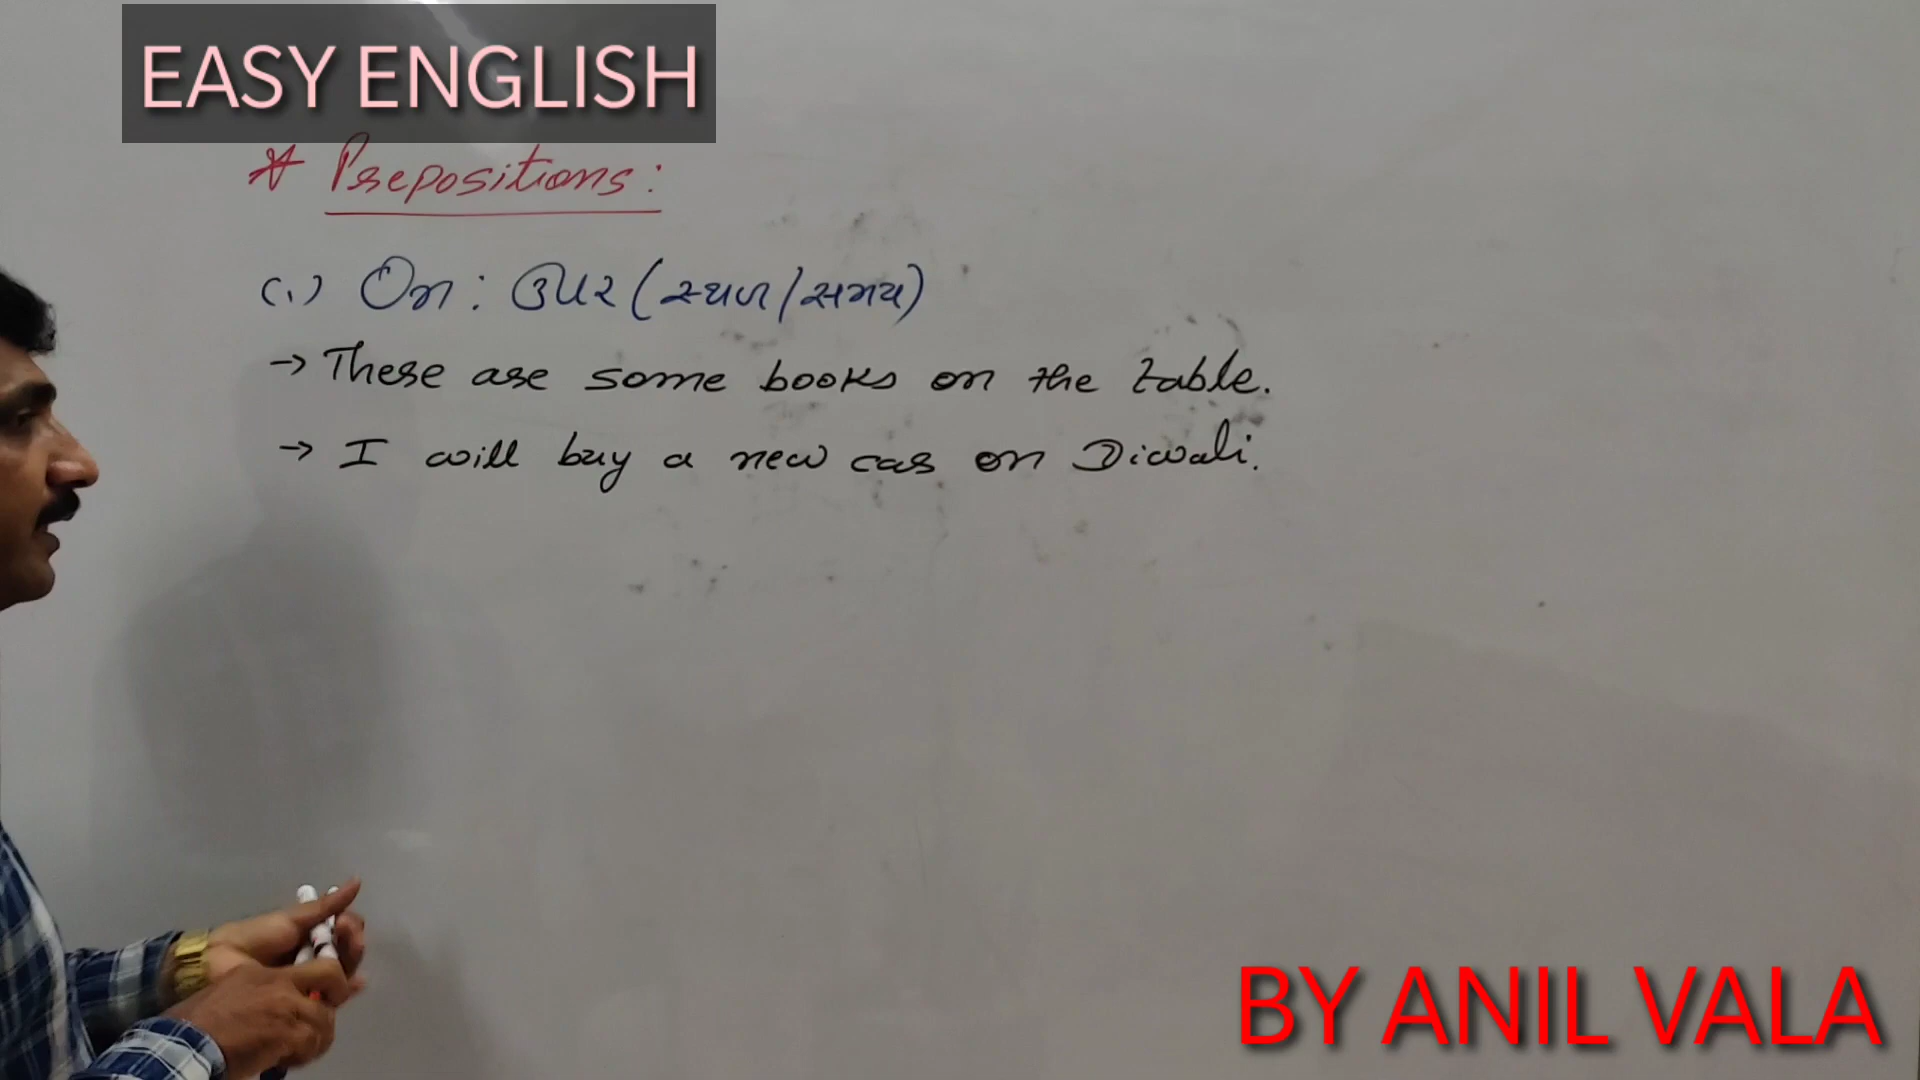 EASY ENGLISH
* Prepositions:
(1) On: ઉપર (સ્થળ/સમય)
→ There are some books on the table.
→ I will buy a new car on Diwali.
BY ANIL VALA